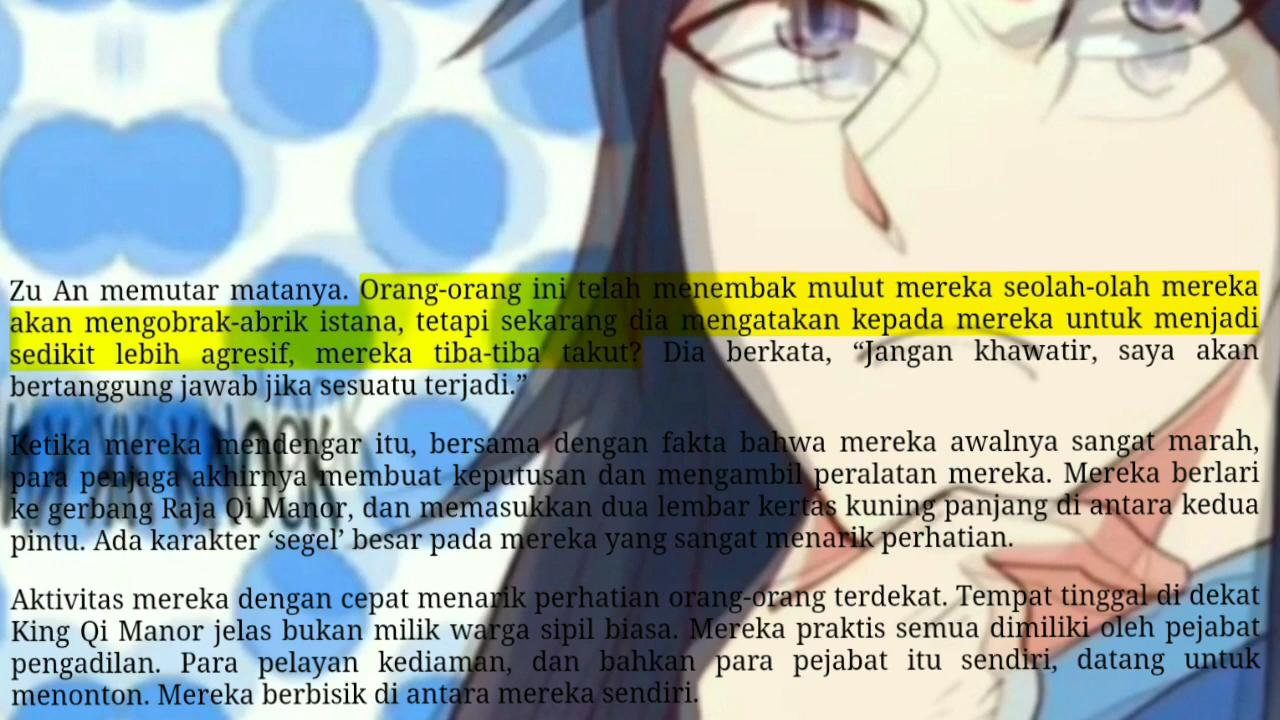 Zu An memutar matanya. Orang-orang ini telah menembak mulut mereka seolah-olah mereka
akan mengobrak-abrik istana, tetapi sekarang dia mengatakan kepada mereka untuk menjadi
sedikit lebih agresif, mereka tiba-tiba takut? Dia berkata, “Jangan khawatir, saya akan
bertanggung jawab jika sesuatu terjadi.”
Ketika mereka mendengar itu, bersama dengan fakta bahwa mereka awalnya sangat marah,
para penjaga akhirnya membuat keputusan dan mengambil peralatan mereka. Mereka berlari
ke gerbang Raja Qi Manor, dan memasukkan dua lembar kertas kuning panjang di antara kedua
pintu. Ada karakter ‘segel’ besar pada mereka yang sangat menarik perhatian.
Aktivitas mereka dengan cepat menarik perhatian orang-orang terdekat. Tempat tinggal di dekat
King Qi Manor jelas bukan milik warga sipil biasa. Mereka praktis semua dimiliki oleh pejabat
pengadilan. Para pelayan kediaman, dan bahkan para pejabat itu sendiri, datang untuk
menonton. Mereka berbisik di antara mereka sendiri.